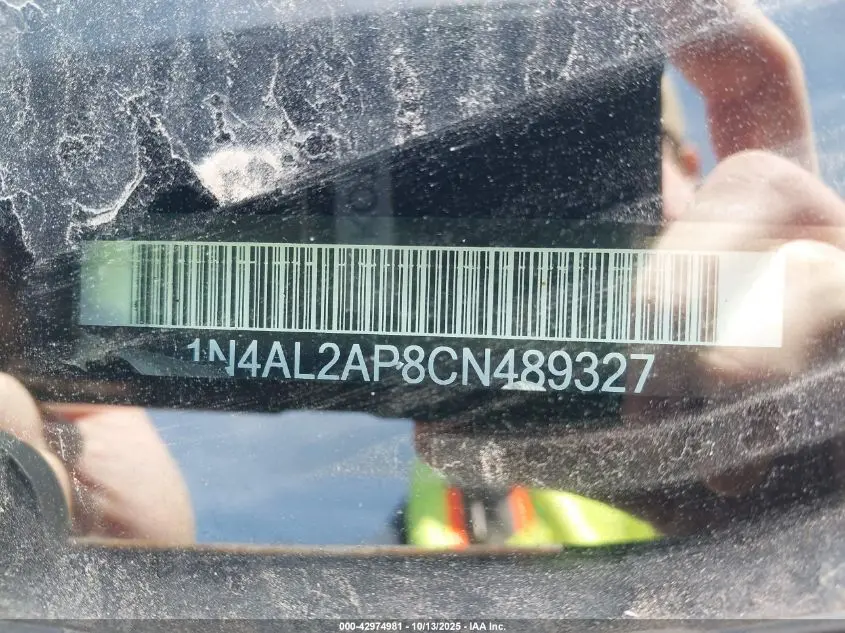 1N4AL2AP8CN489327
000-42974981 - 10/13/2025 - IAA Inc.